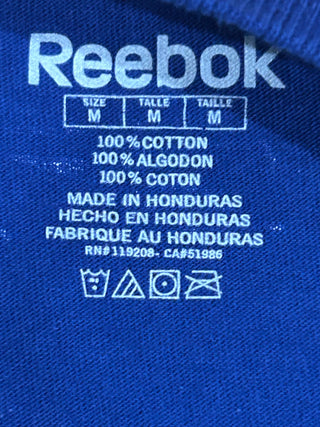 Reebok
SIZE TALLE TAILLE
M M M
100% COTTON
100% ALGODON
100% COTON
MADE IN HONDURAS
HECHO EN HONDURAS
FABRIQUE AU HONDURAS
RN# 119208- CA#51986